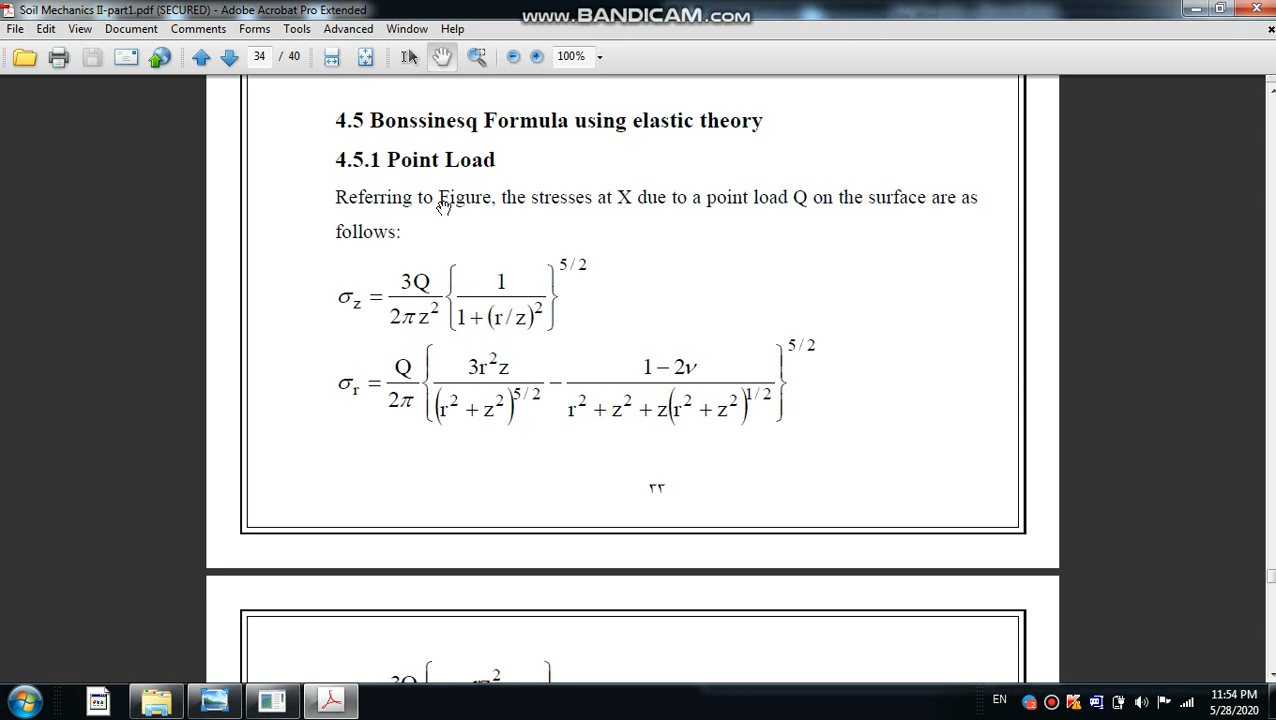 Soil Mechanics II-part1.pdf (SECURED) - Adobe Acrobat Pro Extended
www.BANDICAM.com
File Edit View Document Comments Forms Tools Advanced Window Help
34 / 40 100%
4.5 Bonssinesq Formula using elastic theory
4.5.1 Point Load
Referring to Figure, the stresses at X due to a point load Q on the surface are as
follows:
σz = 3Q / 2πz² { 1 / 1 + (r/z)² }^5/2
σr = Q / 2π { 3r²z / (r² + z²)^5/2 − 1 − 2ν / r² + z² + z(r² + z²)^1/2 }^5/2
٣٣
EN
11:54 PM
5/28/2020